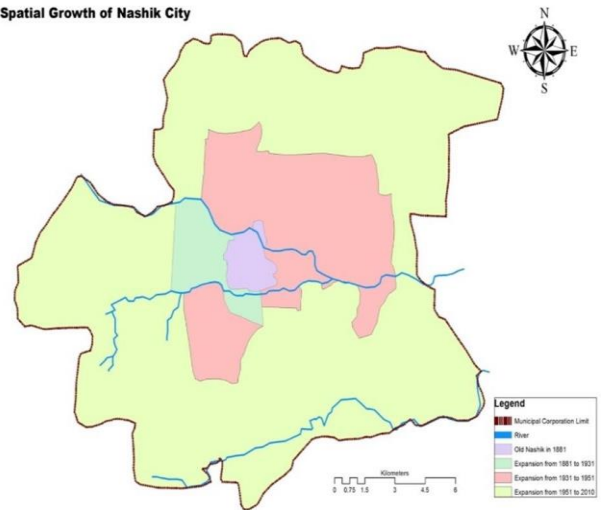 Spatial Growth of Nashik City
N
W E
S
Legend
Municipal Corporation Limit
River
Old Nashik in 1881
Expansion from 1881 to 1931
Expansion from 1931 to 1951
Expansion from 1951 to 2010
Kilometers
0 0.75 1.5 3 4.5 6